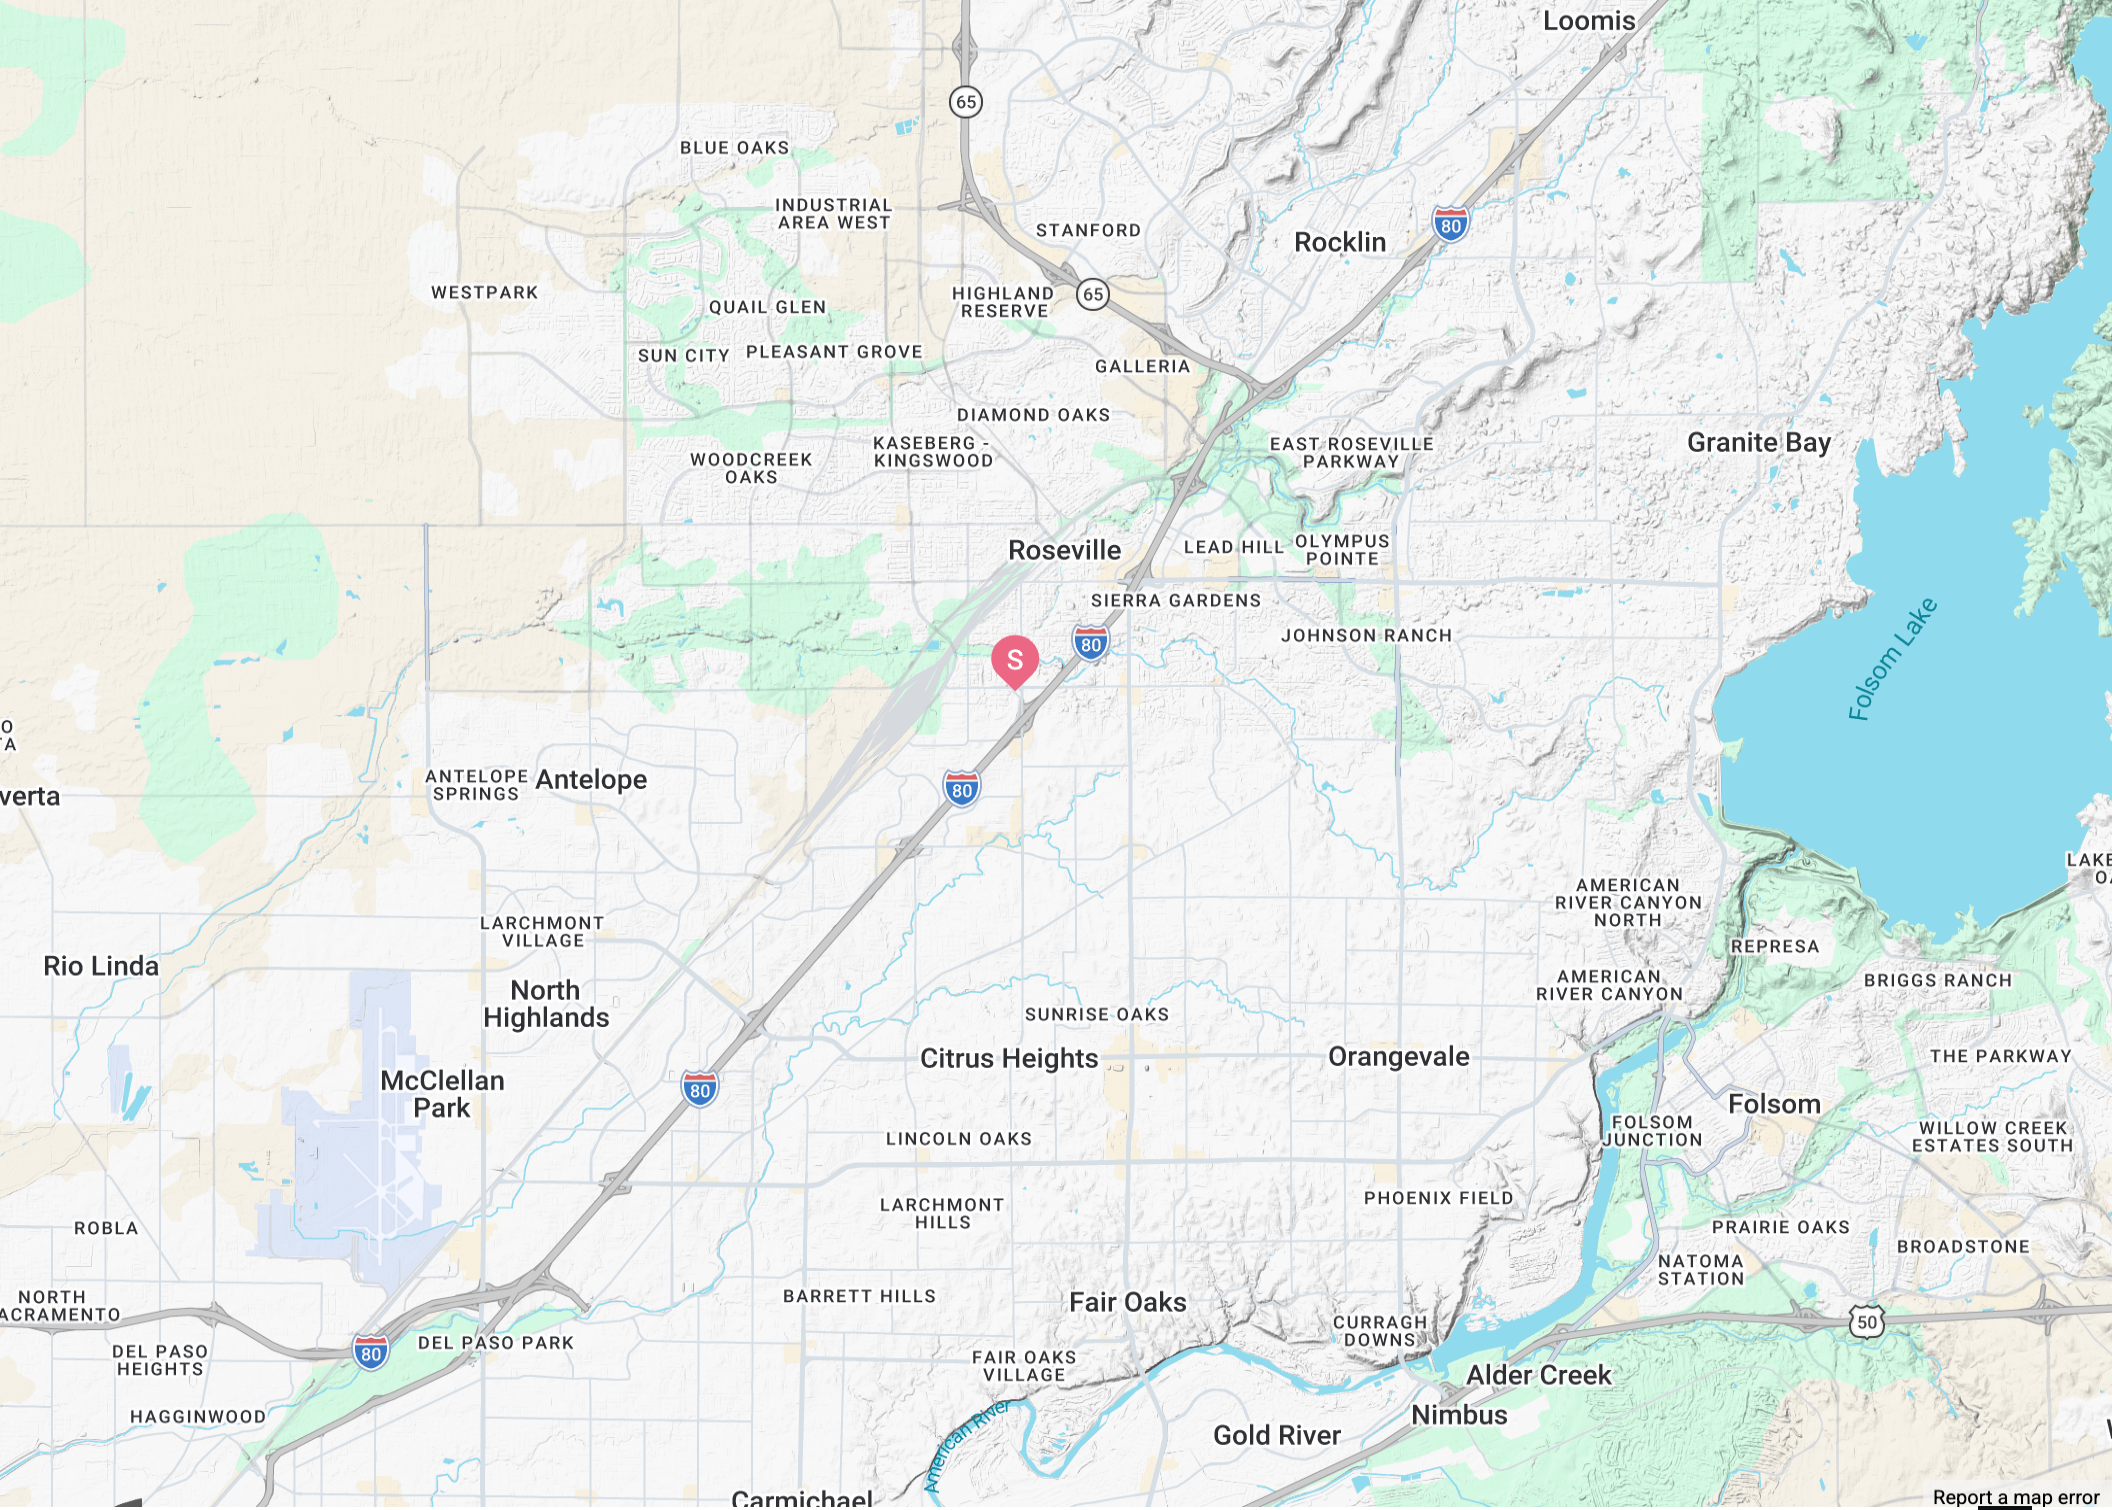 Loomis
65
BLUE OAKS
INDUSTRIAL
AREA WEST
STANFORD
80
Rocklin
WESTPARK
QUAIL GLEN
HIGHLAND
RESERVE
65
SUN CITY
PLEASANT GROVE
GALLERIA
DIAMOND OAKS
KASEBERG -
KINGSWOOD
EAST ROSEVILLE
PARKWAY
Granite Bay
WOODCREEK
OAKS
Roseville
LEAD HILL
OLYMPUS
POINTE
SIERRA GARDENS
JOHNSON RANCH
80
S
Folsom Lake
O
TA
ANTELOPE
SPRINGS
Antelope
80
verta
LAKE
OA
AMERICAN
RIVER CANYON
NORTH
LARCHMONT
VILLAGE
REPRESA
Rio Linda
BRIGGS RANCH
AMERICAN
RIVER CANYON
North
Highlands
SUNRISE OAKS
Citrus Heights
Orangevale
THE PARKWAY
McClellan
Park
80
Folsom
FOLSOM
JUNCTION
WILLOW CREEK
ESTATES SOUTH
LINCOLN OAKS
PHOENIX FIELD
LARCHMONT
HILLS
ROBLA
PRAIRIE OAKS
BROADSTONE
NATOMA
STATION
NORTH
ACRAMENTO
BARRETT HILLS
Fair Oaks
CURRAGH
DOWNS
50
DEL PASO
HEIGHTS
80
DEL PASO PARK
FAIR OAKS
VILLAGE
Alder Creek
HAGGINWOOD
Nimbus
American River
Gold River
Carmichael
Report a map error